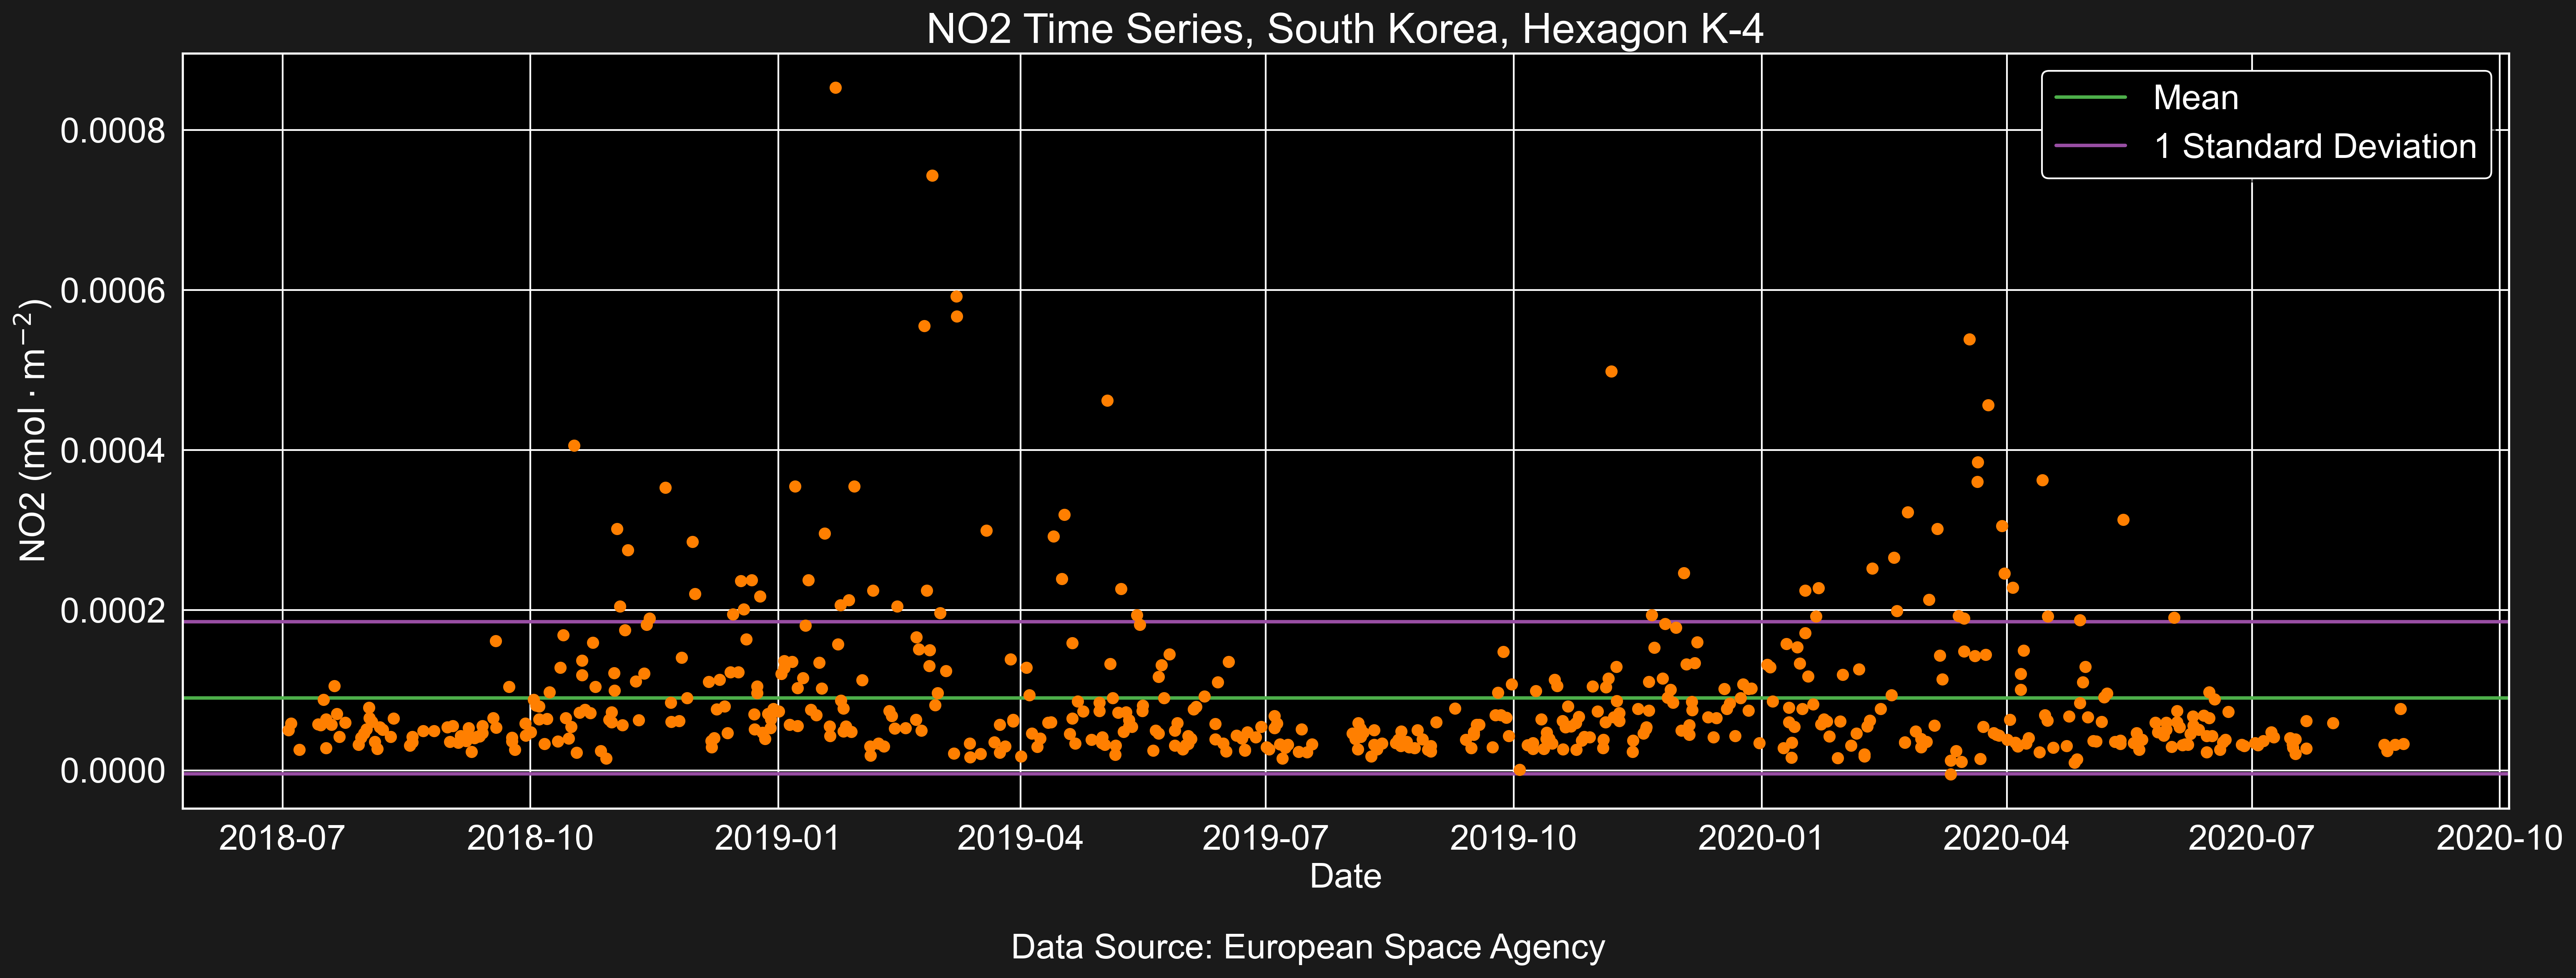 NO2 Time Series, South Korea, Hexagon K-4
Mean
1 Standard Deviation
NO2 (mol · m⁻²)
0.0008
0.0006
0.0004
0.0002
0.0000
2018-07 2018-10 2019-01 2019-04 2019-07 2019-10 2020-01 2020-04 2020-07 2020-10
Date
Data Source: European Space Agency